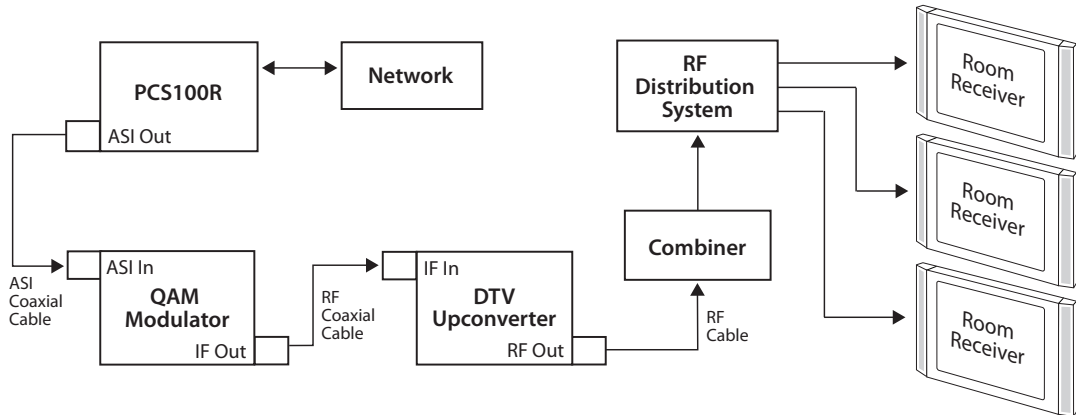 PCS100R
ASI Out
Network
RF
Distribution
System
Room
Receiver
Room
Receiver
Room
Receiver
Combiner
ASI In
QAM
Modulator
IF Out
ASI
Coaxial
Cable
RF
Coaxial
Cable
IF In
DTV
Upconverter
RF Out
RF
Cable